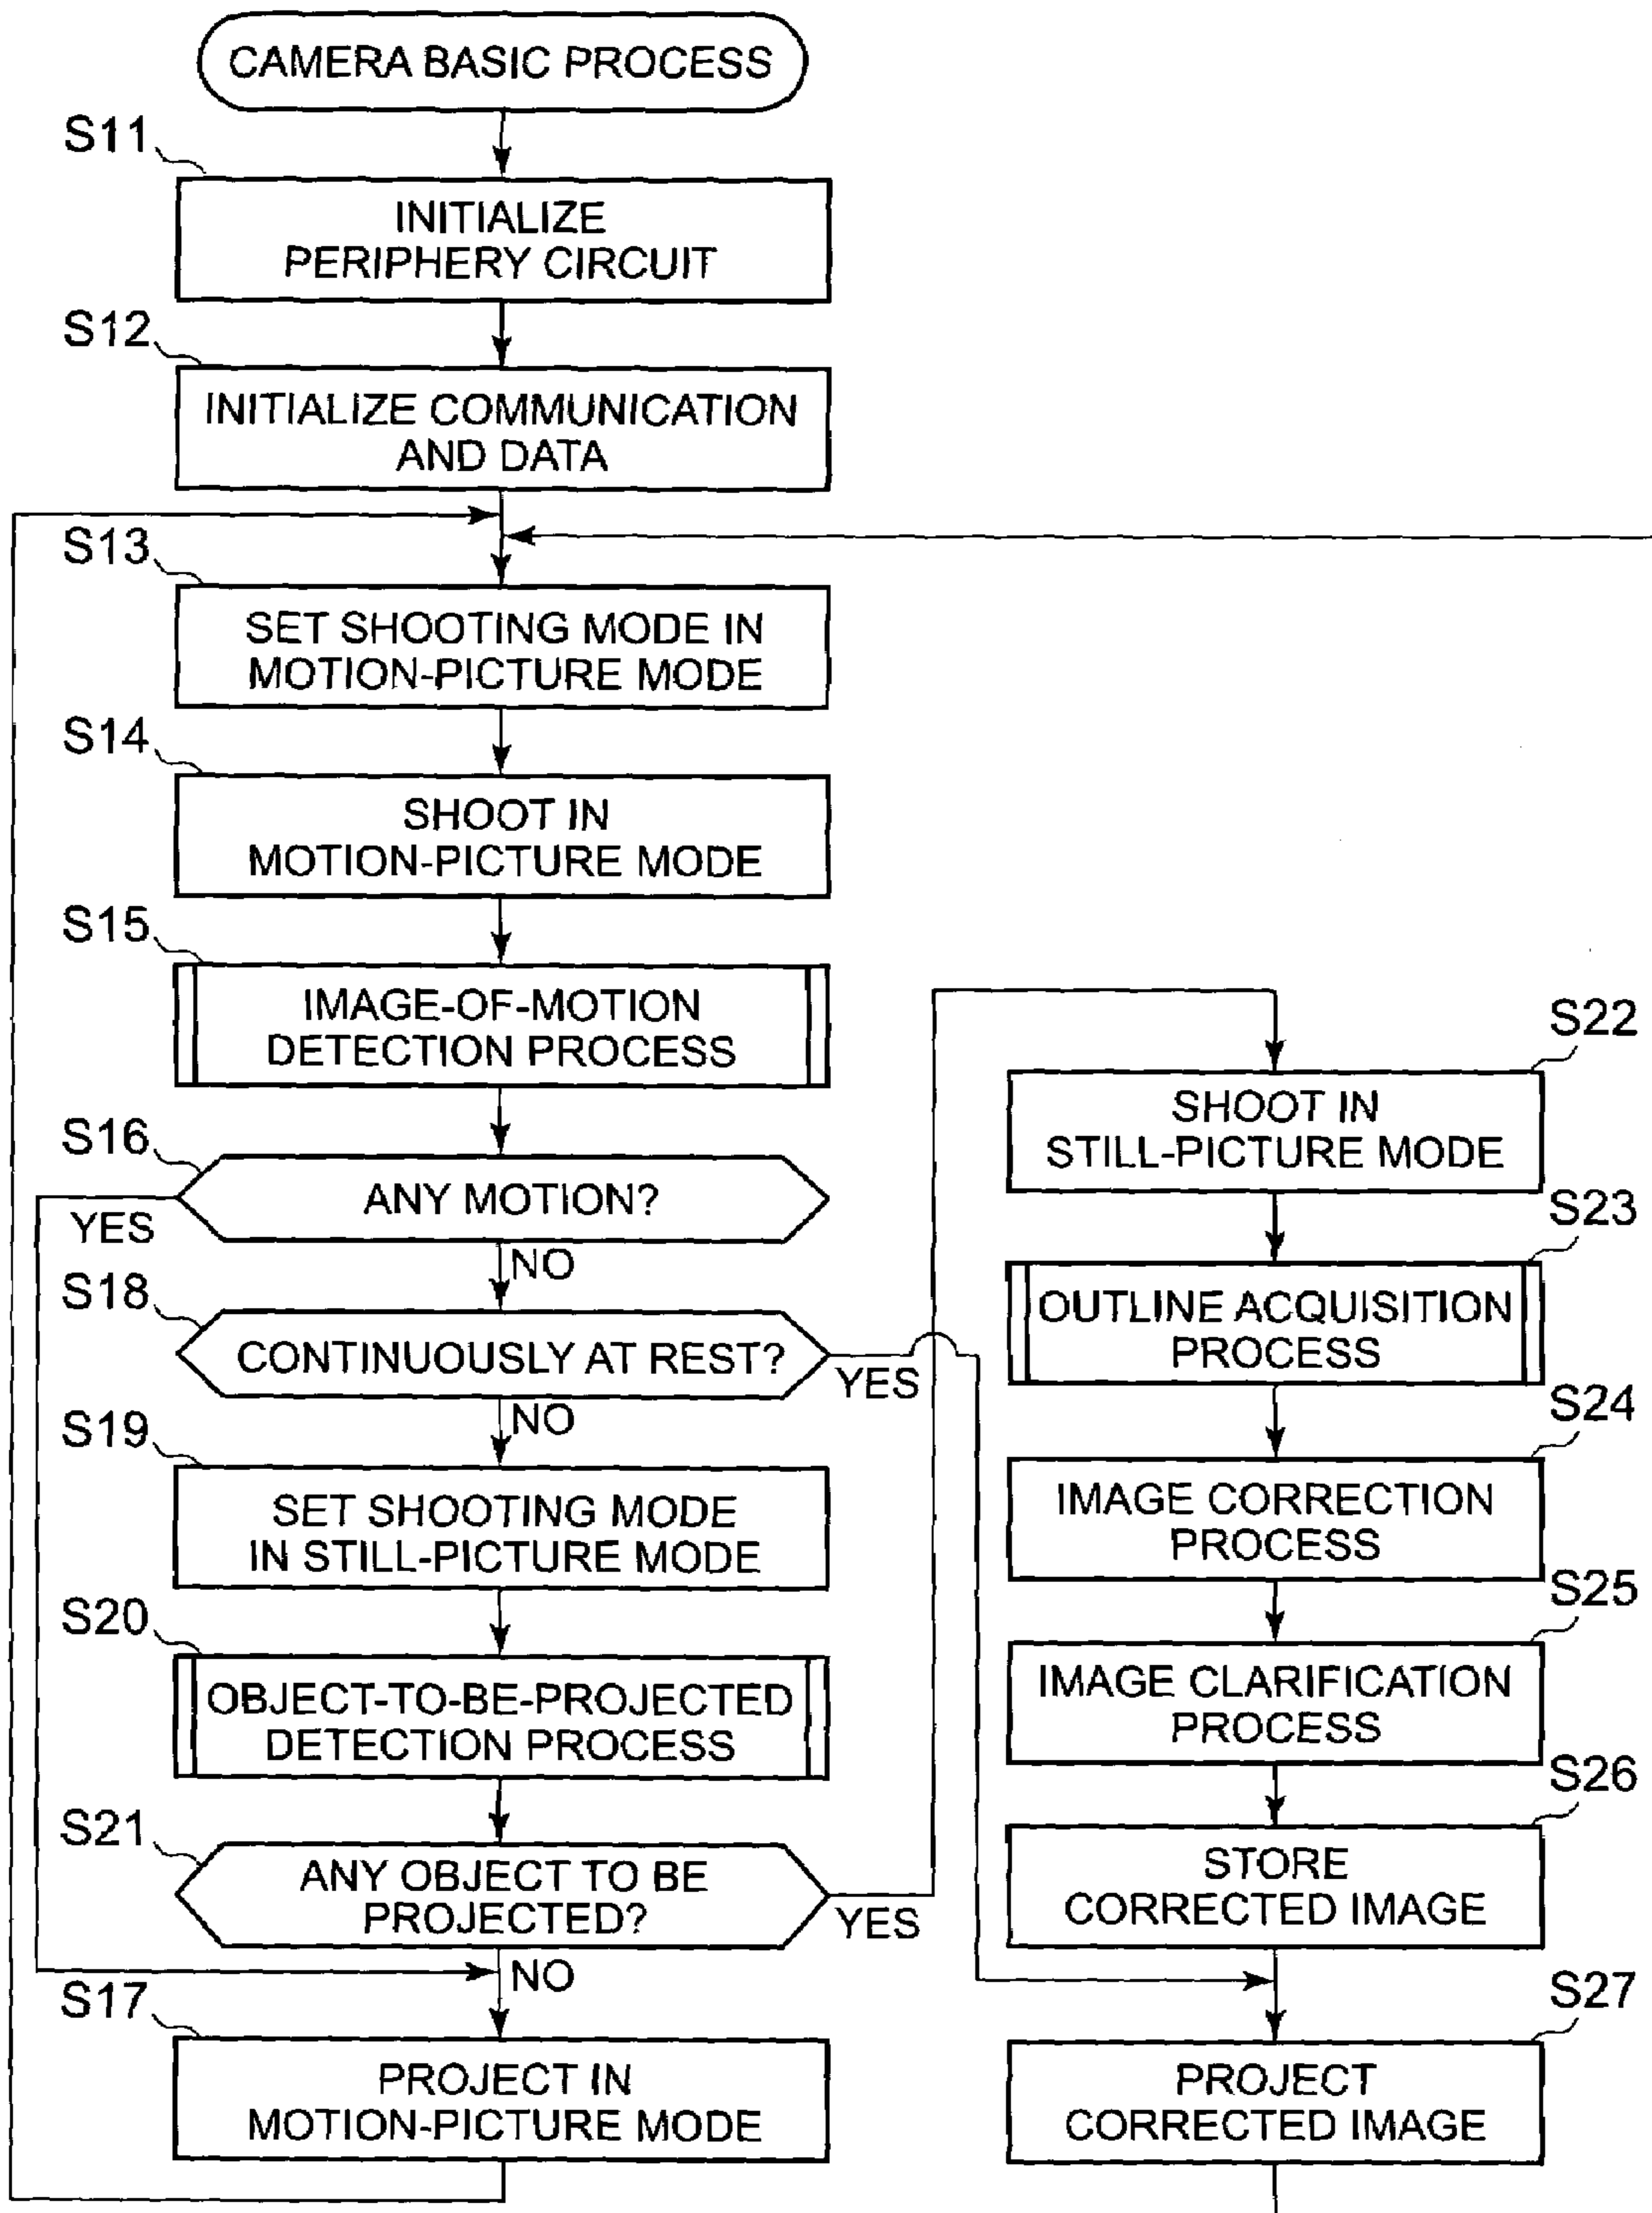 CAMERA BASIC PROCESS
S11
INITIALIZE
PERIPHERY CIRCUIT
S12
INITIALIZE COMMUNICATION
AND DATA
S13
SET SHOOTING MODE IN
MOTION-PICTURE MODE
S14
SHOOT IN
MOTION-PICTURE MODE
S15
IMAGE-OF-MOTION
DETECTION PROCESS
S16
ANY MOTION?
YES
NO
S18
CONTINUOUSLY AT REST?
YES
NO
S19
SET SHOOTING MODE
IN STILL-PICTURE MODE
S20
OBJECT-TO-BE-PROJECTED
DETECTION PROCESS
S21
ANY OBJECT TO BE
PROJECTED?
YES
NO
S17
PROJECT IN
MOTION-PICTURE MODE
S22
SHOOT IN
STILL-PICTURE MODE
S23
OUTLINE ACQUISITION
PROCESS
S24
IMAGE CORRECTION
PROCESS
S25
IMAGE CLARIFICATION
PROCESS
S26
STORE
CORRECTED IMAGE
S27
PROJECT
CORRECTED IMAGE